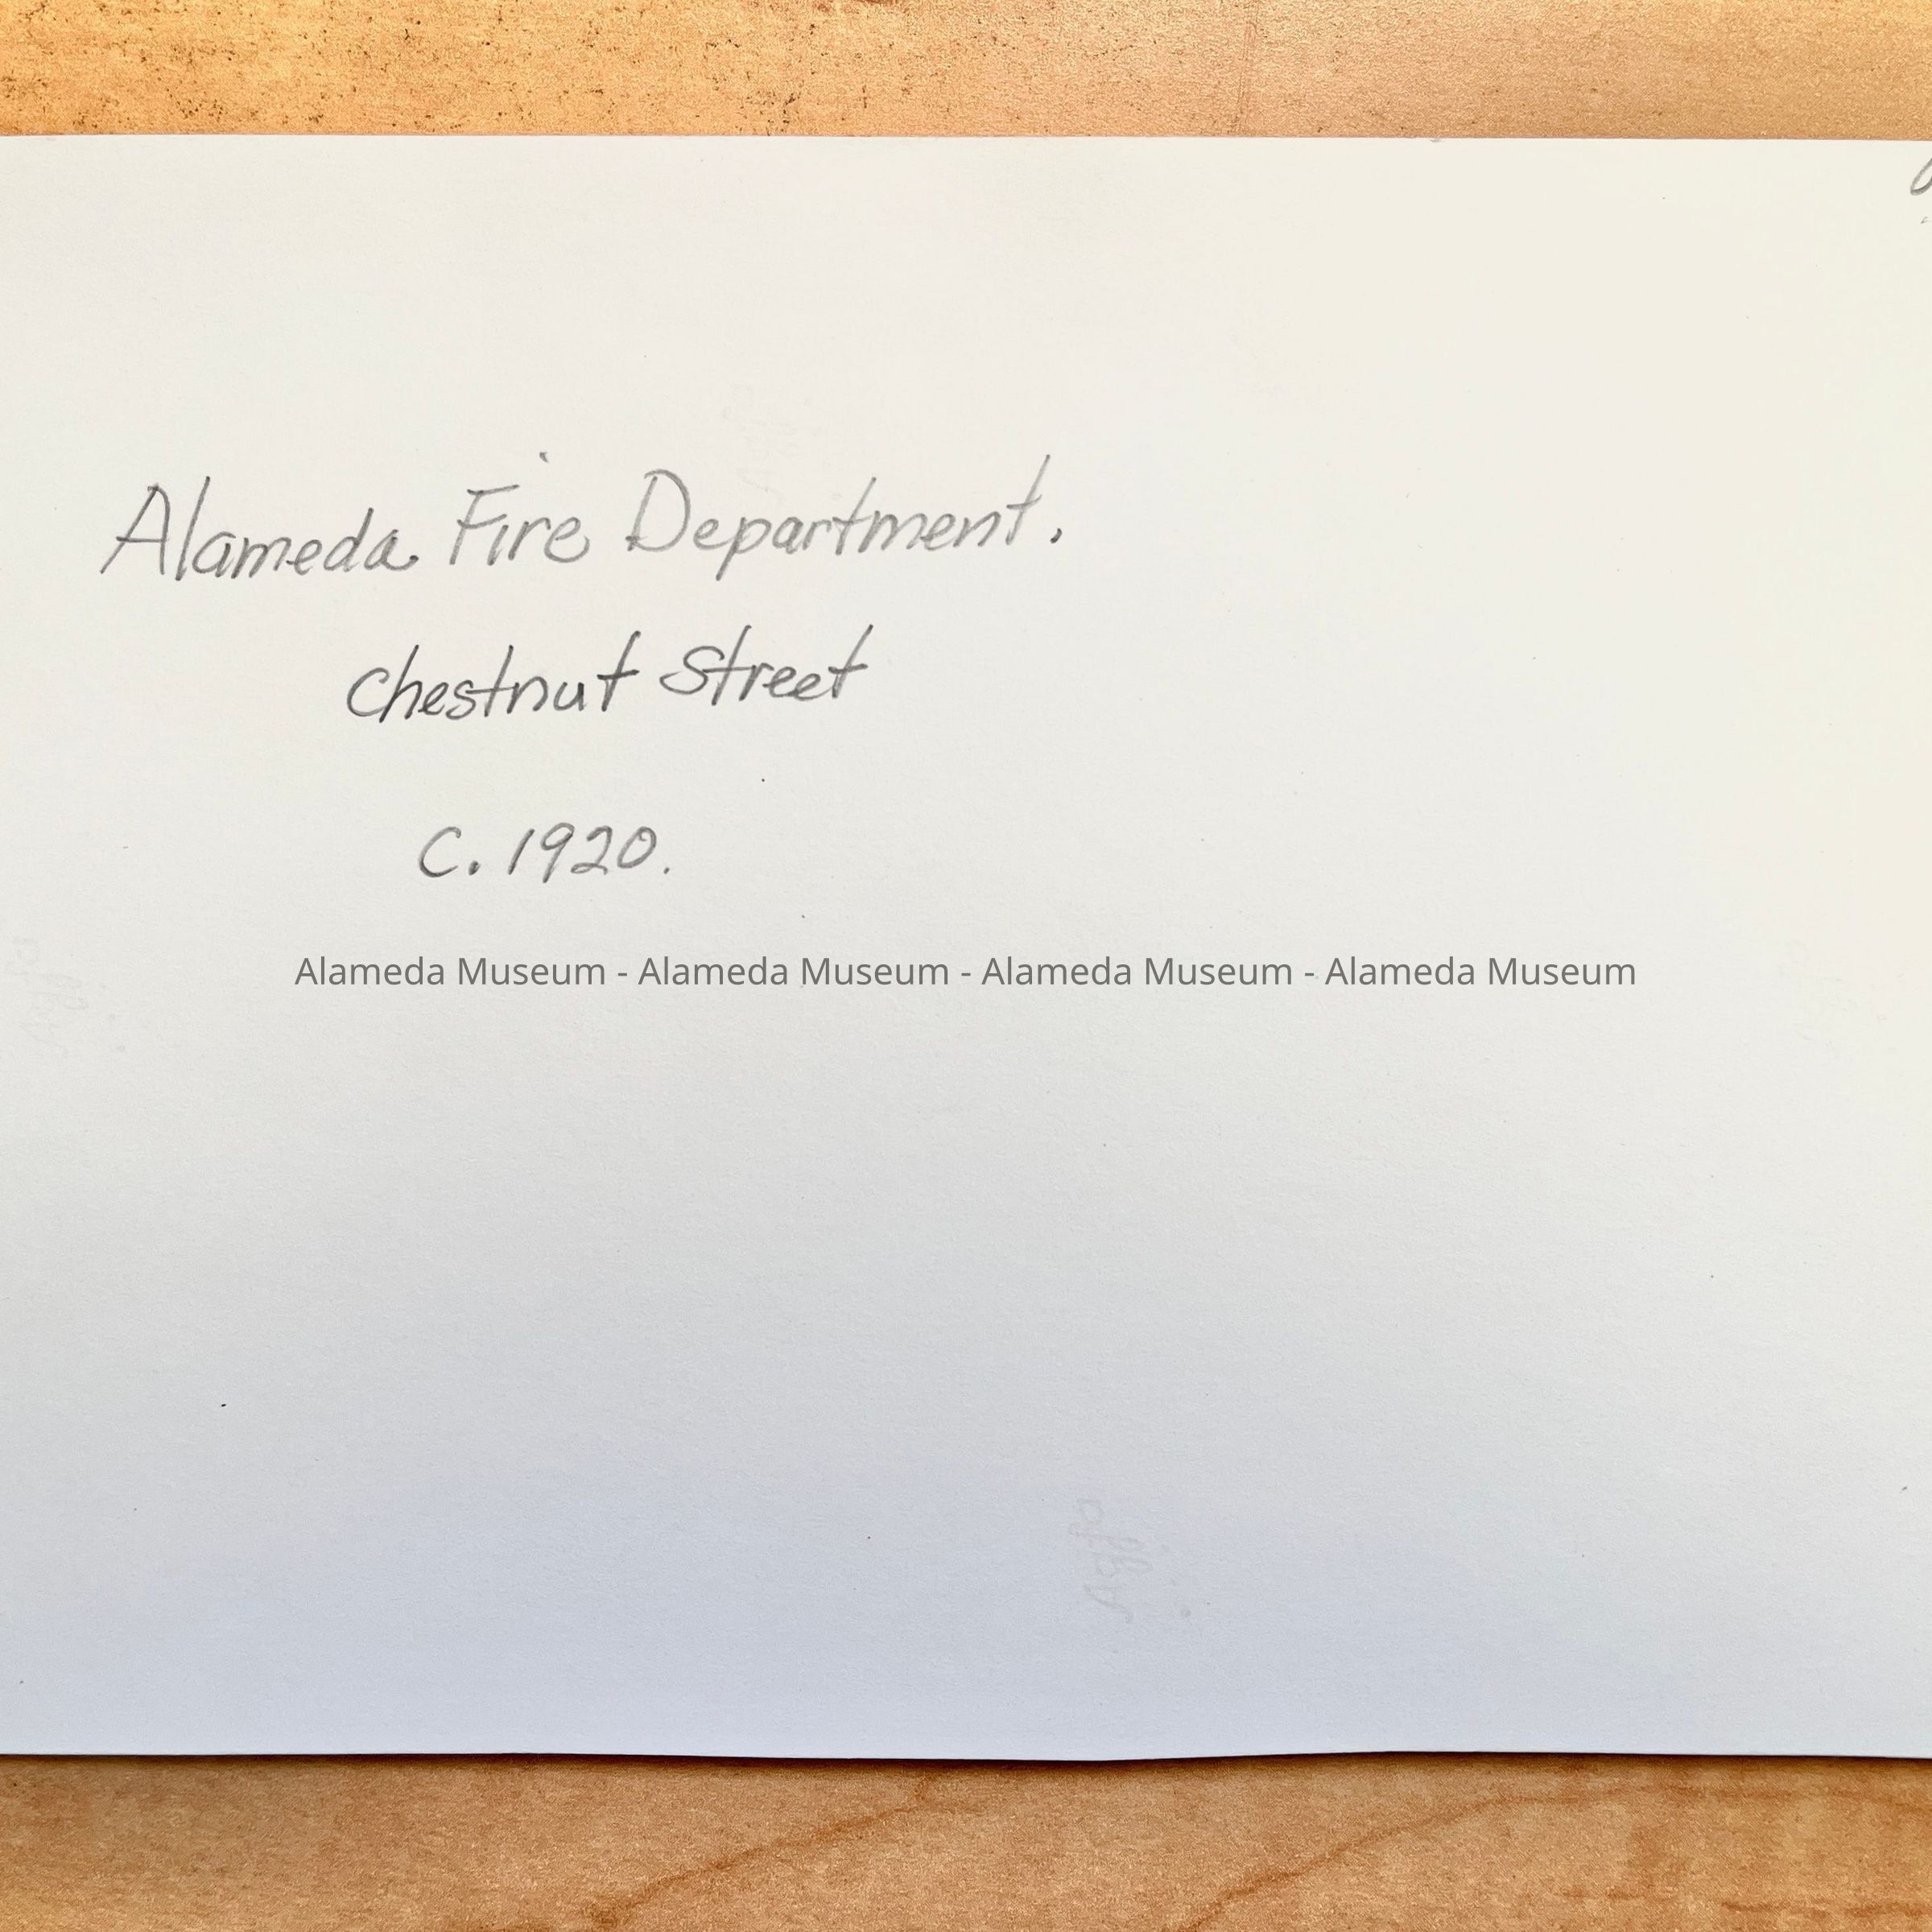 Alameda Fire Department.
Chestnut Street
C. 1920.
Alameda Museum - Alameda Museum - Alameda Museum - Alameda Museum